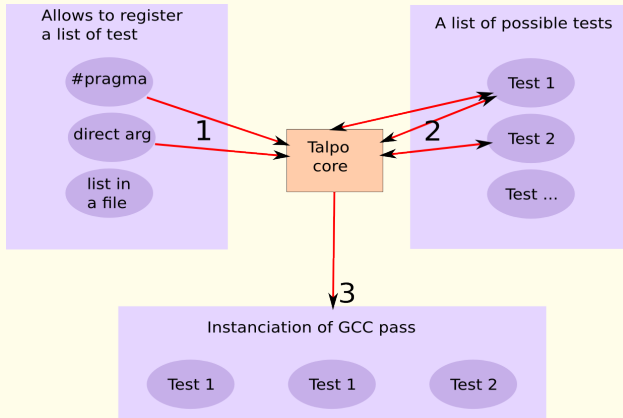 Allows to register
a list of test
#pragma
direct arg
list in
a file
1
Talpo
core
2
A list of possible tests
Test 1
Test 2
Test ...
3
Instanciation of GCC pass
Test 1
Test 1
Test 2